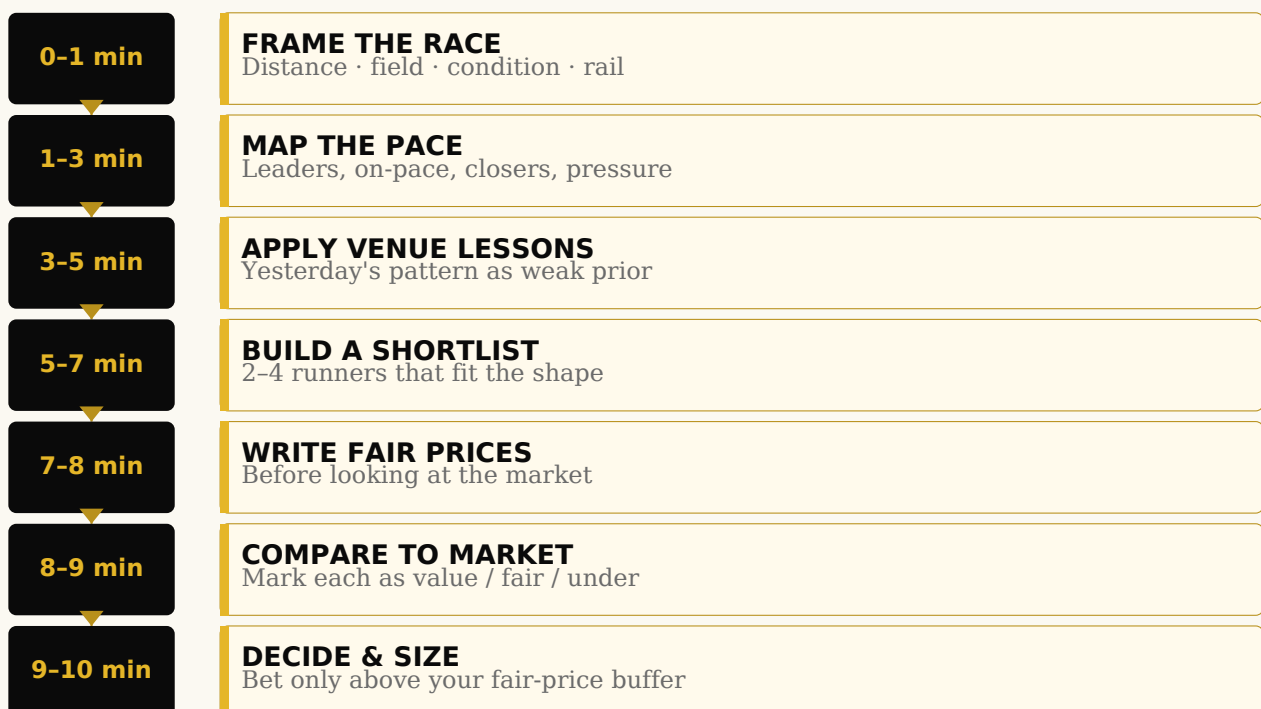 0–1 min
FRAME THE RACE
Distance · field · condition · rail
1–3 min
MAP THE PACE
Leaders, on-pace, closers, pressure
3–5 min
APPLY VENUE LESSONS
Yesterday's pattern as weak prior
5–7 min
BUILD A SHORTLIST
2–4 runners that fit the shape
7–8 min
WRITE FAIR PRICES
Before looking at the market
8–9 min
COMPARE TO MARKET
Mark each as value / fair / under
9–10 min
DECIDE & SIZE
Bet only above your fair-price buffer